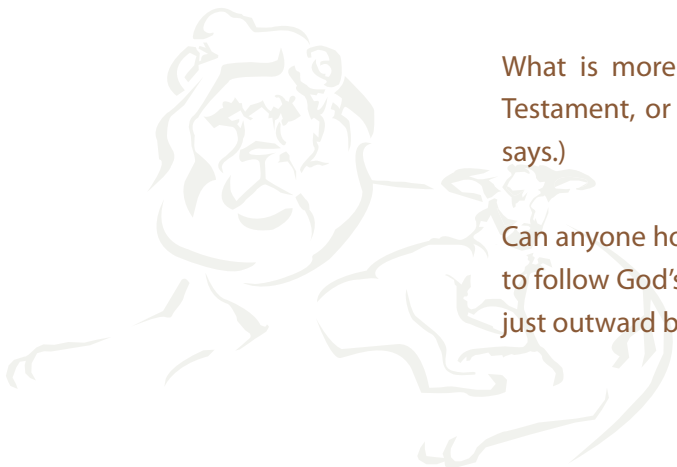 What is more
Testament, or
says.)
Can anyone ho
to follow God's
just outward b